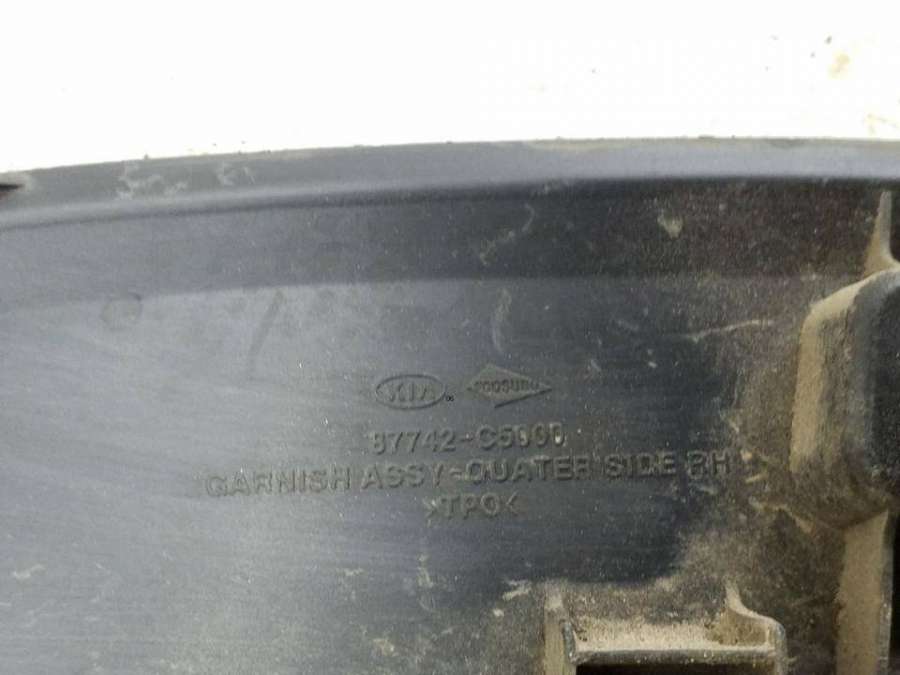 KIA
87742-C5000
GARNISH ASSY-QUATER SIDE RH
>TPO<